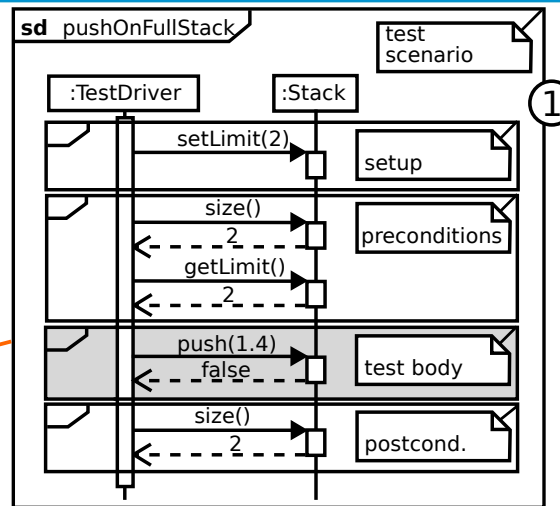 sd pushOnFullStack
test
scenario
:TestDriver
:Stack
1
setLimit(2)
setup
size()
2
preconditions
getLimit()
2
push(1.4)
false
test body
size()
2
postcond.